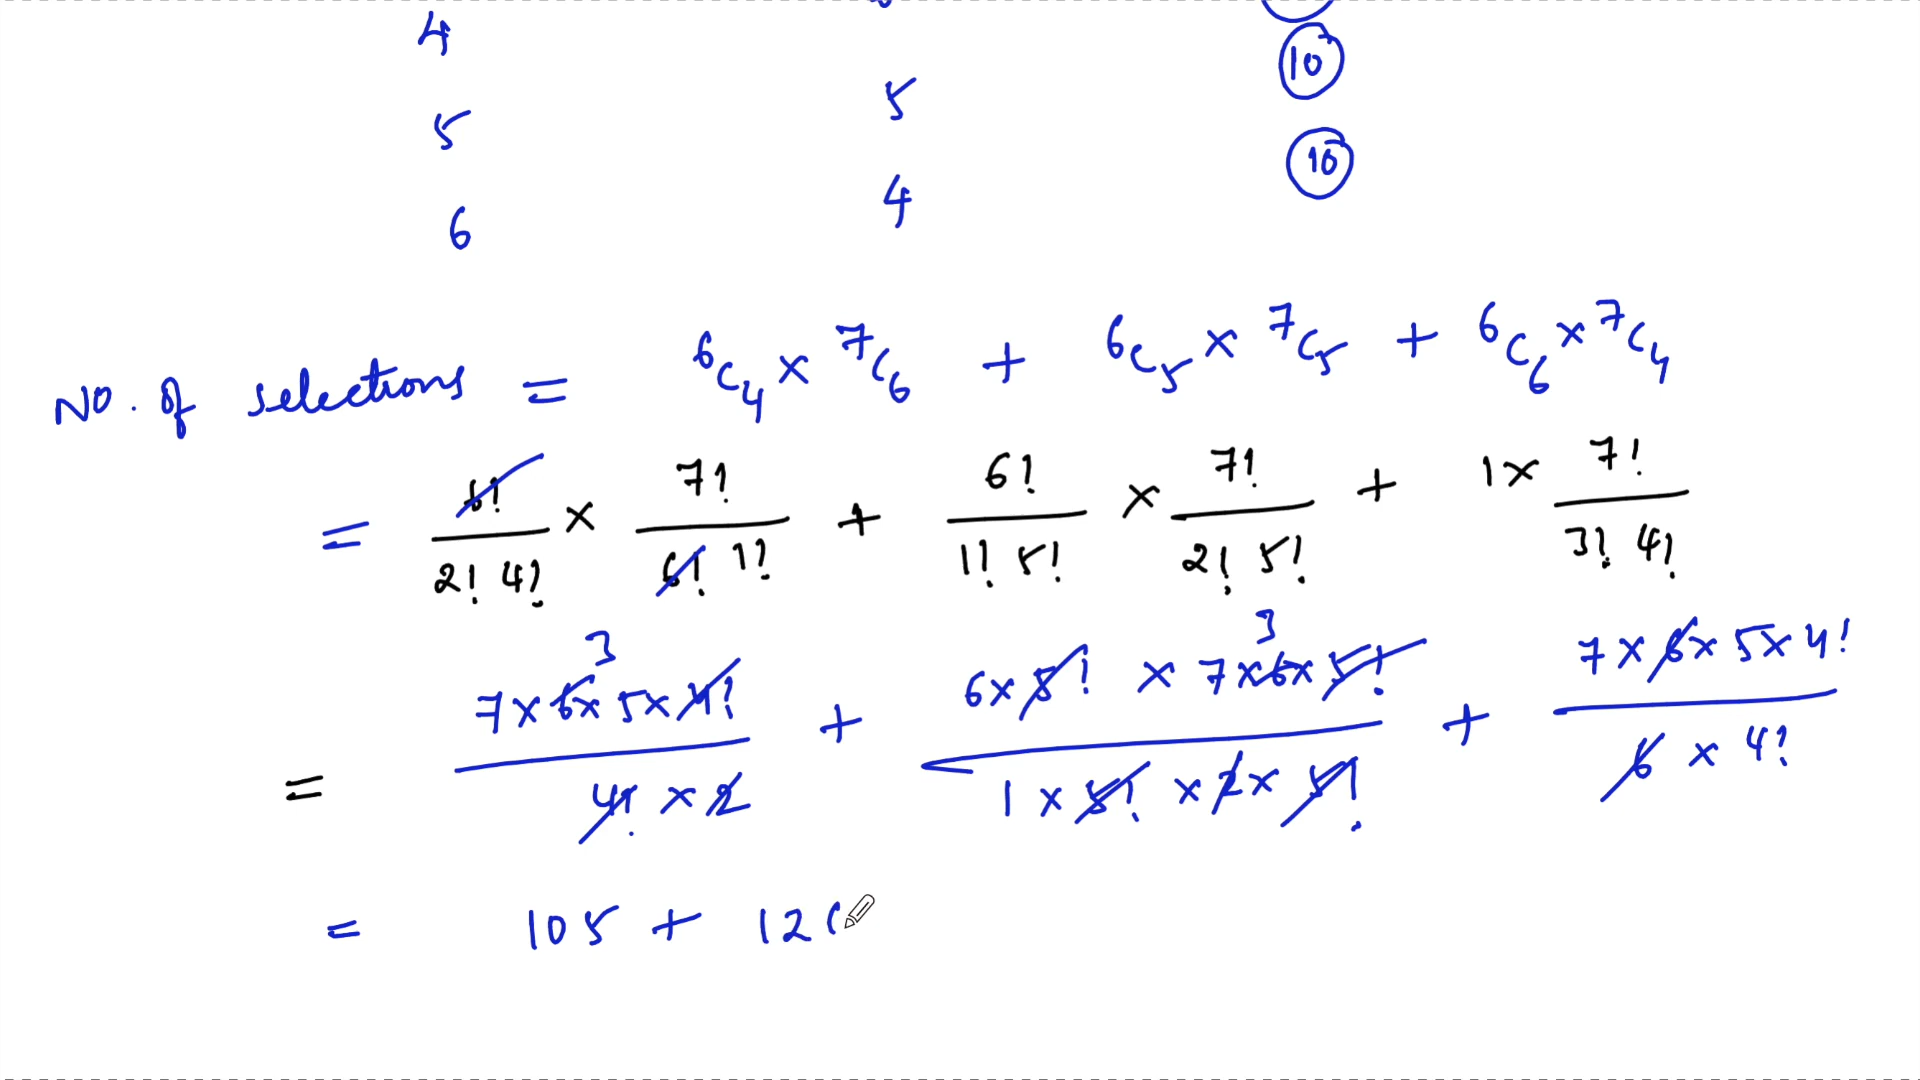 4
5 10
5 4 10
6
No. of selections = ⁶C₄ × ⁷C₆ + ⁶C₅ × ⁷C₅ + ⁶C₆ × ⁷C₄
= 6!/(2! 4!) × 7!/(6! 1!) + 6!/(1! 5!) × 7!/(2! 5!) + 1 × 7!/(3! 4!)
3 3
= (7 × 6 × 5 × 4!)/(4! × 2) + (6 × 5! × 7 × 6 × 5!)/(1 × 5! × 2 × 5!) + (7 × 6 × 5 × 4!)/(6 × 4!)
= 105 + 12